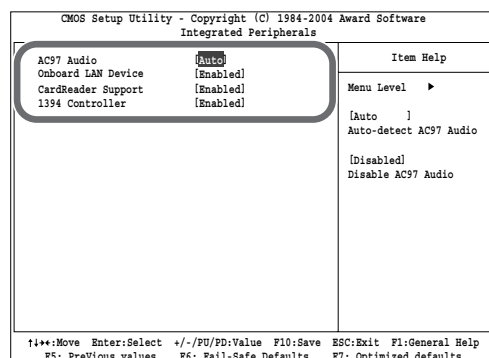 CMOS Setup Utility - Copyright (C) 1984-2004 Award Software
Integrated Peripherals
AC97 Audio [Auto]
Onboard LAN Device [Enabled]
CardReader Support [Enabled]
1394 Controller [Enabled]
Item Help
Menu Level ►
[Auto ]
Auto-detect AC97 Audio
[Disabled]
Disable AC97 Audio
↑↓→←:Move Enter:Select +/-/PU/PD:Value F10:Save ESC:Exit F1:General Help
F5: PreVious values F6: Fail-Safe Defaults F7: Optimized defaults